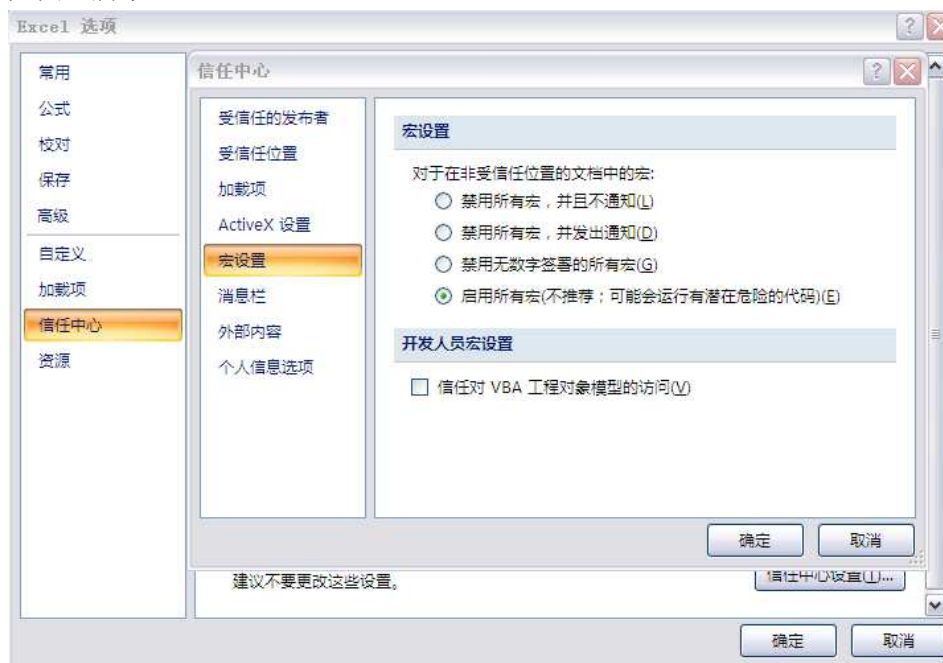 Excel 选项
常用
公式
校对
保存
高级
自定义
加载项
信任中心
资源
信任中心
受信任的发布者
受信任位置
加载项
ActiveX 设置
宏设置
消息栏
外部内容
个人信息选项
宏设置
对于在非受信任位置的文档中的宏:
禁用所有宏，并且不通知(L)
禁用所有宏，并发出通知(D)
禁用无数字签署的所有宏(G)
启用所有宏(不推荐；可能会运行有潜在危险的代码)(E)
开发人员宏设置
信任对 VBA 工程对象模型的访问(V)
确定
取消
建议不要更改这些设置。
信任中心设置(T)...
确定
取消